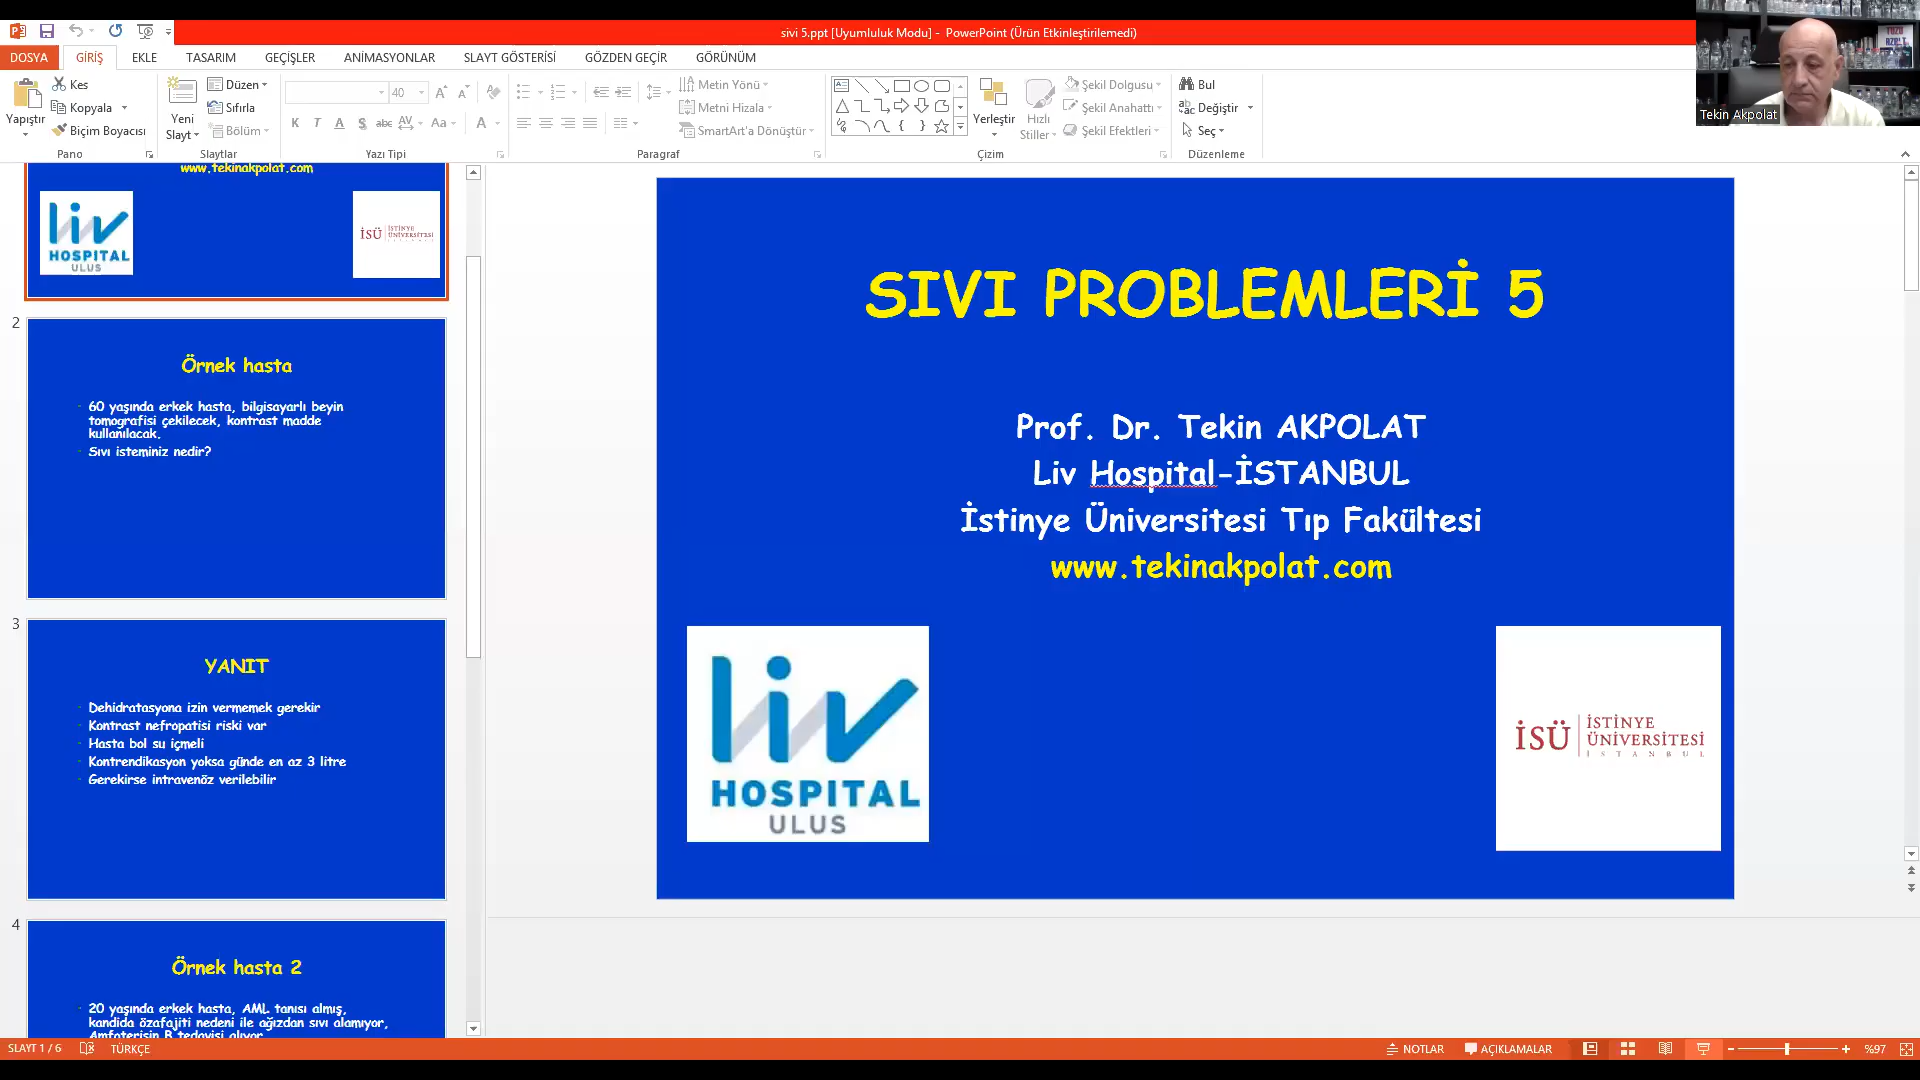 sivi 5.ppt [Uyumluluk Modu] - PowerPoint (Ürün Etkinleştirilemedi)
DOSYA GİRİŞ EKLE TASARIM GEÇİŞLER ANİMASYONLAR SLAYT GÖSTERİSİ GÖZDEN GEÇİR GÖRÜNÜM
Yapıştır
Kes
Kopyala
Biçim Boyacısı
Pano
Yeni
Slayt
Düzen
Sıfırla
Bölüm
Slaytlar
40
K T A S abc AV Aa A
Yazı Tipi
Metin Yönü
Metni Hizala
SmartArt'a Dönüştür
Paragraf
Yerleştir
Hızlı
Stiller
Şekil Dolgusu
Şekil Anahattı
Şekil Efektleri
Çizim
Bul
Değiştir
Seç
Düzenleme
Tekin Akpolat
www.tekinakpolat.com
liv
HOSPITAL
ULUS
İSÜ İSTİNYE
ÜNİVERSİTESİ
2
Örnek hasta
- 60 yaşında erkek hasta, bilgisayarlı beyin
tomografisi çekilecek, kontrast madde
kullanılacak.
- Sıvı isteminiz nedir?
3
YANIT
- Dehidratasyona izin vermemek gerekir
- Kontrast nefropatisi riski var
- Hasta bol su içmeli
- Kontrendikasyon yoksa günde en az 3 litre
- Gerekirse intravenöz verilebilir
4
Örnek hasta 2
- 20 yaşında erkek hasta, AML tanısı almış,
kandida özafajiti nedeni ile ağızdan sıvı alamıyor,
Amfoterisin B tedavisi alıyor
SIVI PROBLEMLERİ 5
Prof. Dr. Tekin AKPOLAT
Liv Hospital-İSTANBUL
İstinye Üniversitesi Tıp Fakültesi
www.tekinakpolat.com
liv
HOSPITAL
ULUS
İSÜ İSTİNYE
ÜNİVERSİTESİ
İSTANBUL
SLAYT 1 / 6 TÜRKÇE NOTLAR AÇIKLAMALAR %97